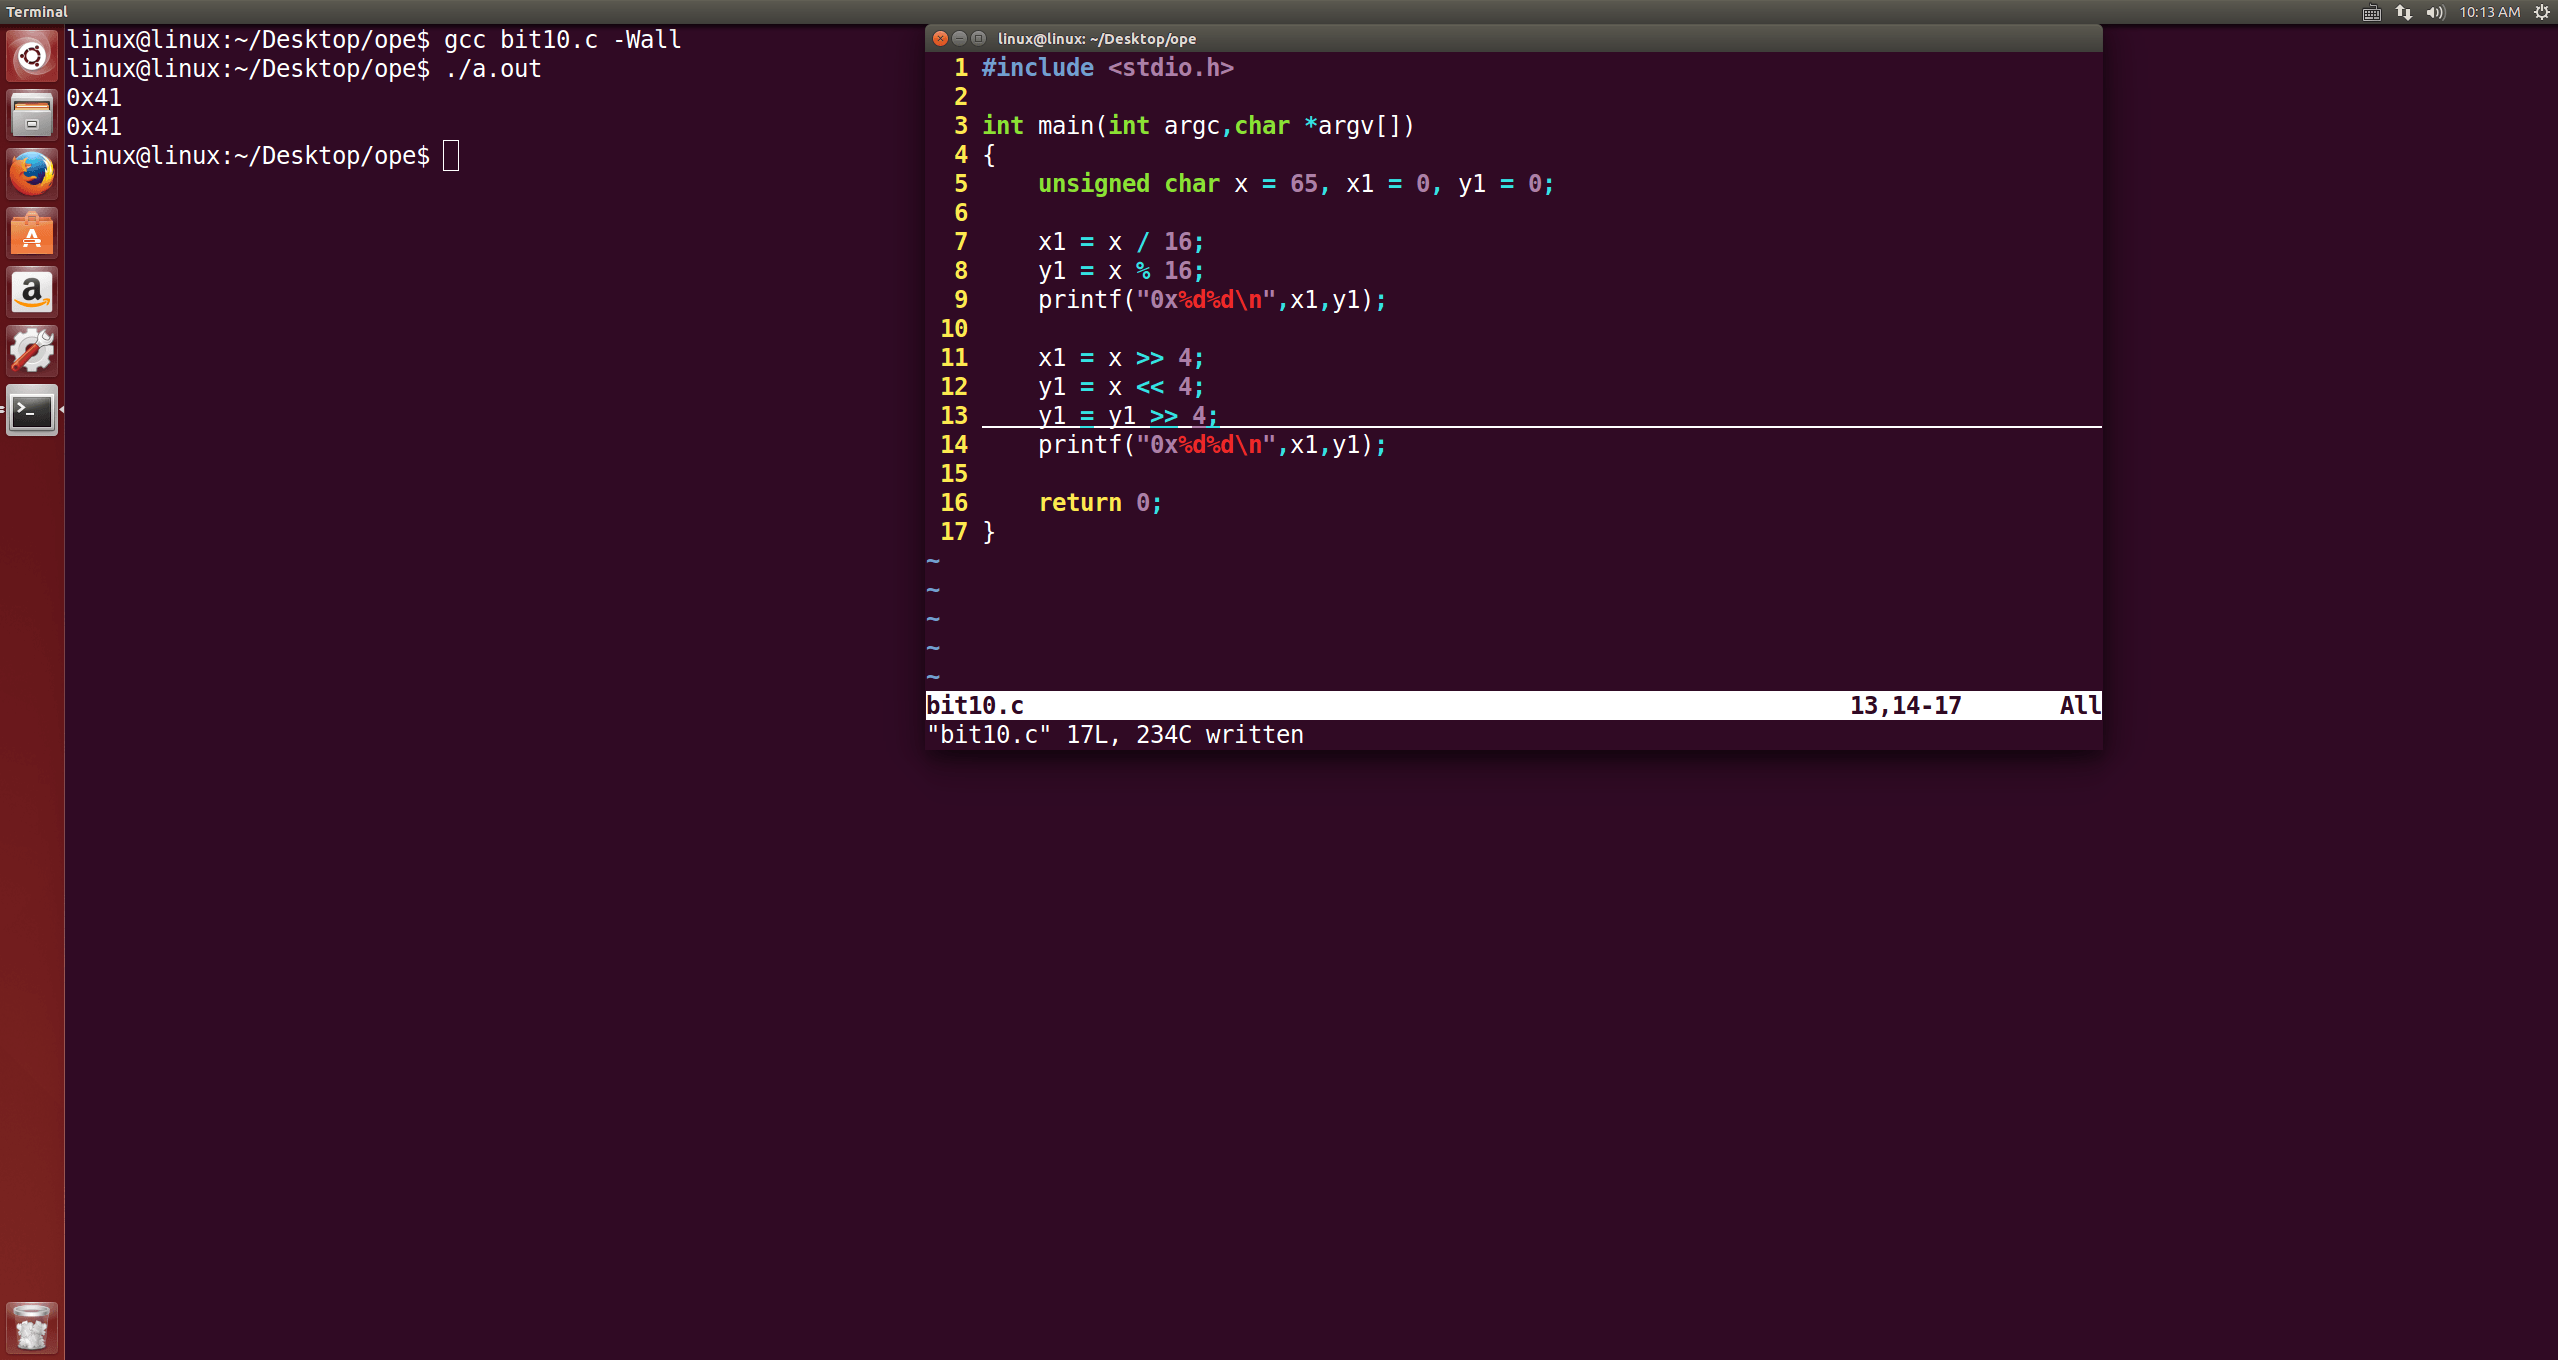 Terminal
10:13 AM
linux@linux:~/Desktop/ope$ gcc bit10.c -Wall
linux@linux:~/Desktop/ope$ ./a.out
0x41
0x41
linux@linux:~/Desktop/ope$
linux@linux: ~/Desktop/ope
1 #include <stdio.h>
2
3 int main(int argc,char *argv[])
4 {
5     unsigned char x = 65, x1 = 0, y1 = 0;
6
7     x1 = x / 16;
8     y1 = x % 16;
9     printf("0x%d%d\n",x1,y1);
10
11     x1 = x >> 4;
12     y1 = x << 4;
13     y1 = y1 >> 4;
14     printf("0x%d%d\n",x1,y1);
15
16     return 0;
17 }
~
~
~
~
~
bit10.c 13,14-17 All
"bit10.c" 17L, 234C written